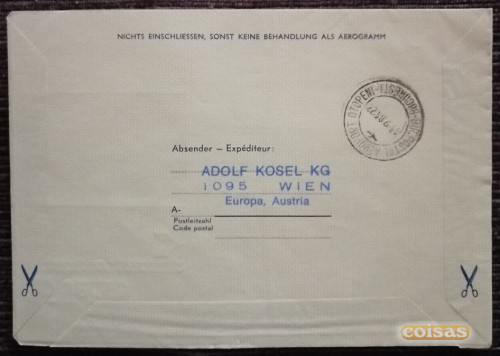 NICHTS EINSCHLIESSEN, SONST KEINE BEHANDLUNG ALS AEROGRAMM
OTOPENI
Absender – Expéditeur:
ADOLF KOSEL KG
1095 WIEN
Europa, Austria
A-
Postleitzahl
Code postal
coisas